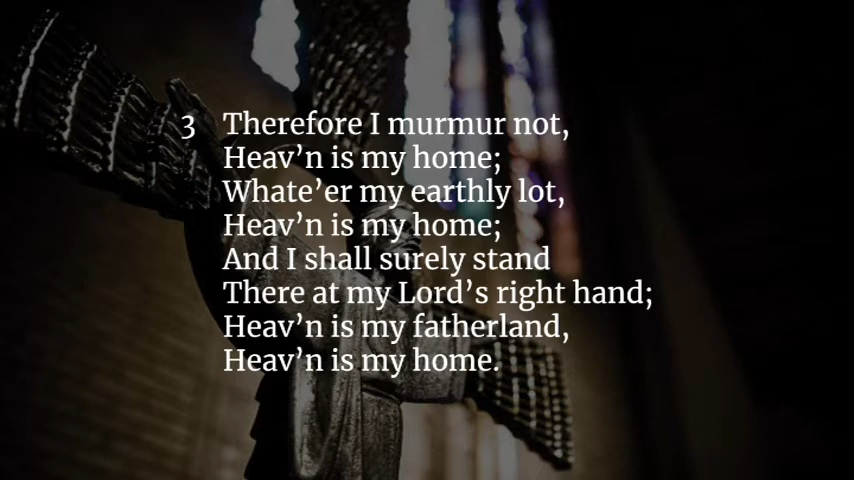 3 Therefore I murmur not,
Heav’n is my home;
Whate’er my earthly lot,
Heav’n is my home;
And I shall surely stand
There at my Lord’s right hand;
Heav’n is my fatherland,
Heav’n is my home.